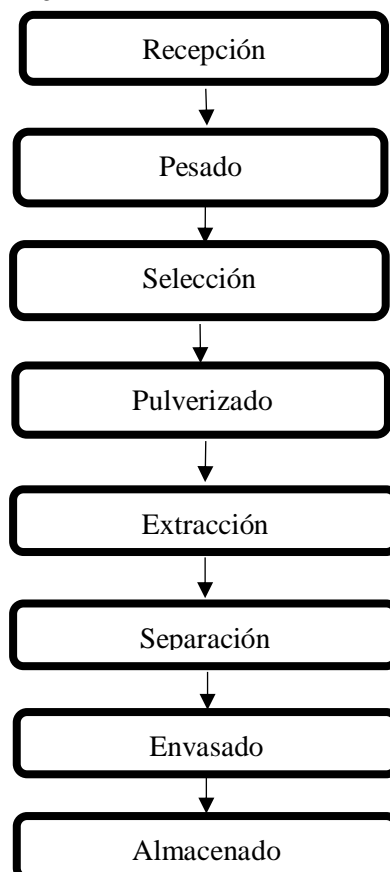 Recepción
Pesado
Selección
Pulverizado
Extracción
Separación
Envasado
Almacenado